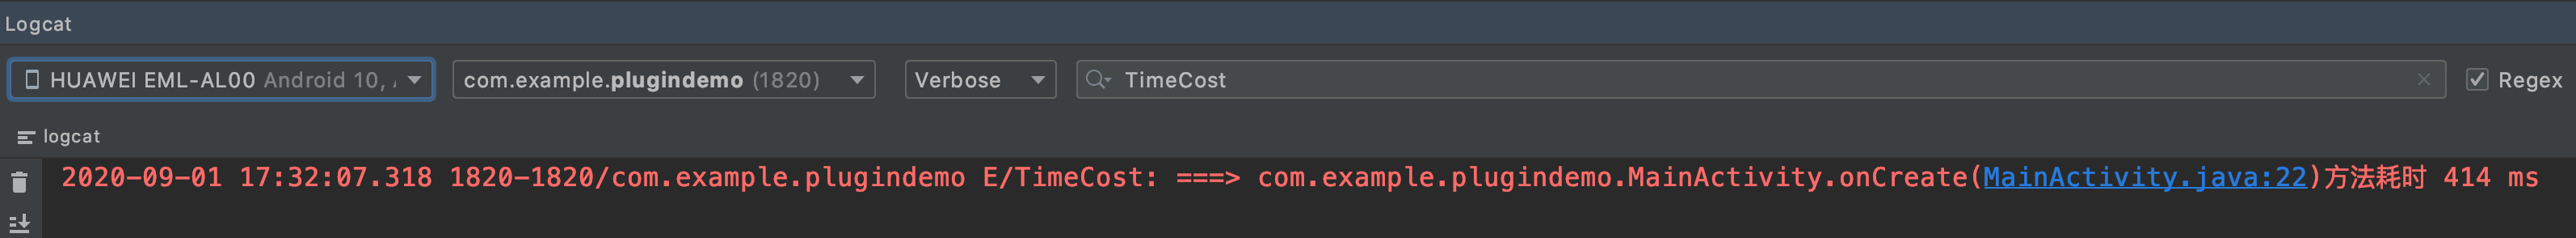 Logcat
HUAWEI EML-AL00 Android 10, com.example.plugindemo (1820) Verbose TimeCost Regex
logcat
2020-09-01 17:32:07.318 1820-1820/com.example.plugindemo E/TimeCost: ===> com.example.plugindemo.MainActivity.onCreate(MainActivity.java:22)方法耗时 414 ms